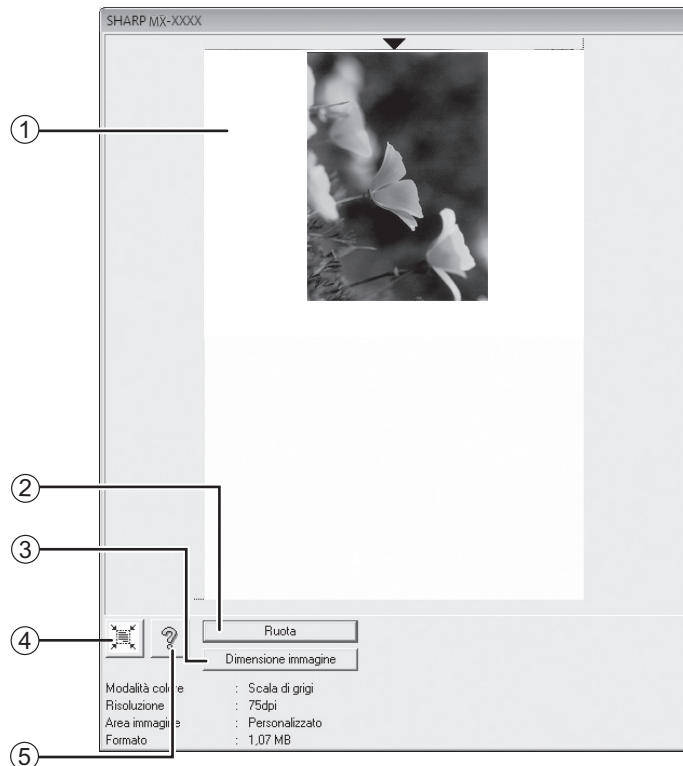 SHARP MX-XXXX
1
2
3
4
5
Ruota
Dimensione immagine
Modalità colore : Scala di grigi
Risoluzione : 75dpi
Area immagine : Personalizzato
Formato : 1,07 MB